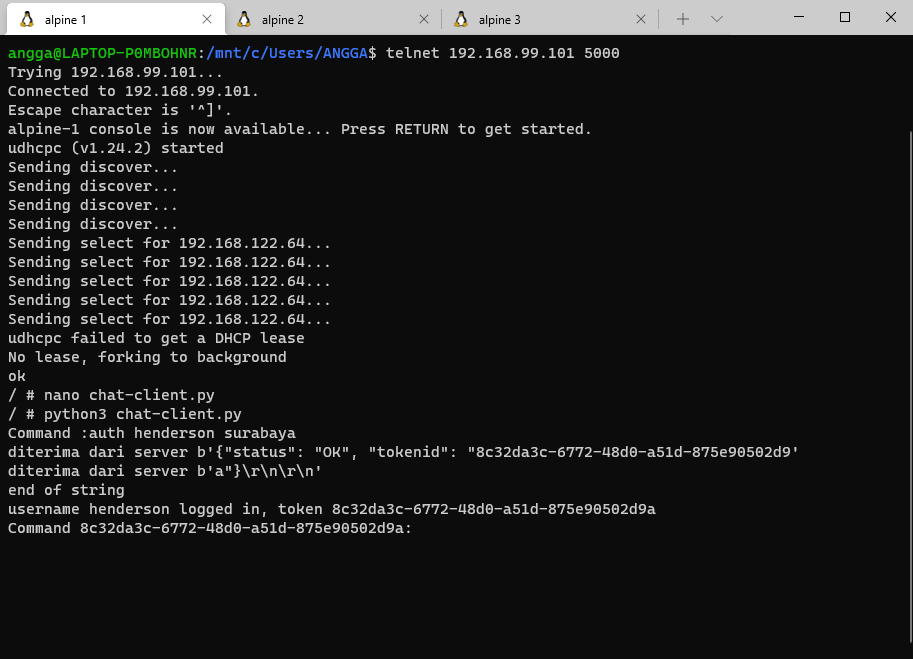 alpine 1
alpine 2
alpine 3
angga@LAPTOP-P0MBOHNR:/mnt/c/Users/ANGGA$ telnet 192.168.99.101 5000
Trying 192.168.99.101...
Connected to 192.168.99.101.
Escape character is '^]'.
alpine-1 console is now available... Press RETURN to get started.
udhcpc (v1.24.2) started
Sending discover...
Sending discover...
Sending discover...
Sending discover...
Sending select for 192.168.122.64...
Sending select for 192.168.122.64...
Sending select for 192.168.122.64...
Sending select for 192.168.122.64...
Sending select for 192.168.122.64...
udhcpc failed to get a DHCP lease
No lease, forking to background
ok
/ # nano chat-client.py
/ # python3 chat-client.py
Command :auth henderson surabaya
diterima dari server b'{"status": "OK", "tokenid": "8c32da3c-6772-48d0-a51d-875e90502d9'
diterima dari server b'a"}\r\n\r\n'
end of string
username henderson logged in, token 8c32da3c-6772-48d0-a51d-875e90502d9a
Command 8c32da3c-6772-48d0-a51d-875e90502d9a: